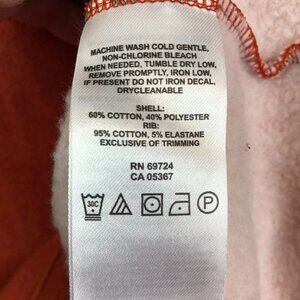 MACHINE WASH COLD GENTLE,
NON-CHLORINE BLEACH
WHEN NEEDED, TUMBLE DRY LOW,
REMOVE PROMPTLY, IRON LOW,
IF PRESENT DO NOT IRON DECAL,
DRYCLEANABLE
SHELL:
60% COTTON, 40% POLYESTER
RIB:
95% COTTON, 5% ELASTANE
EXCLUSIVE OF TRIMMING
RN 69724
CA 05367
30C P